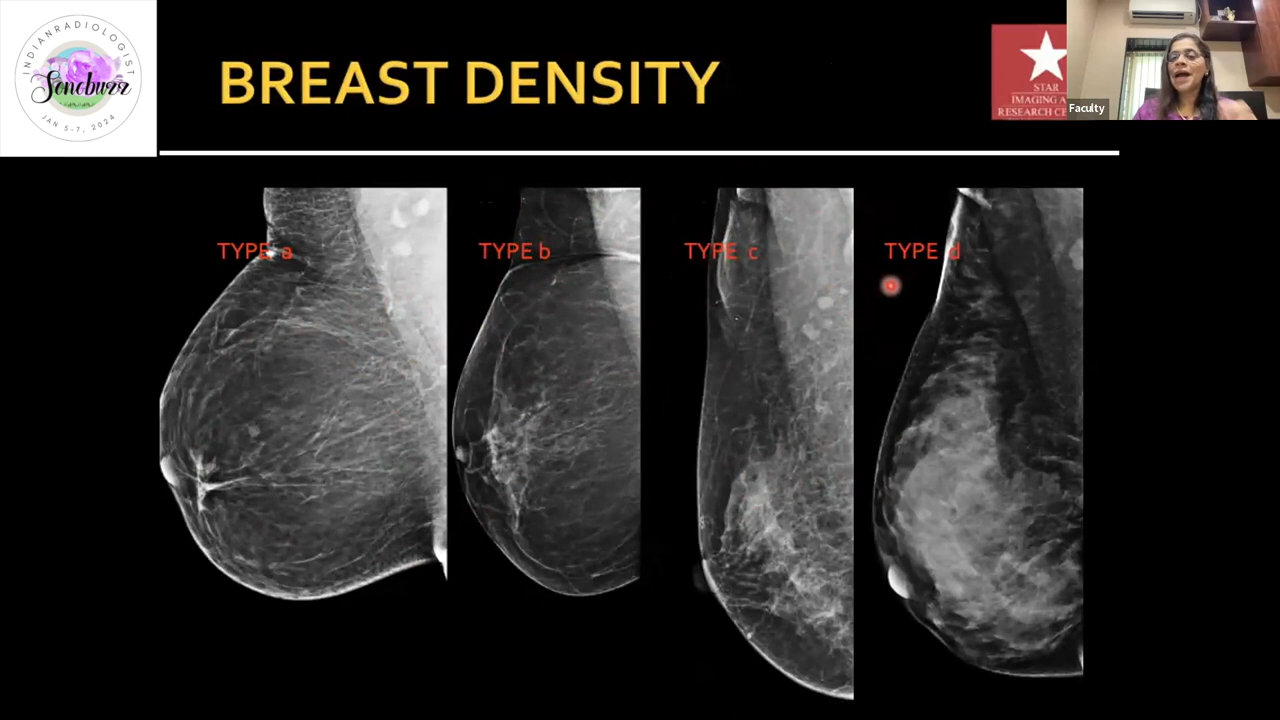 INDIANRADIOLOGIST
Sonobuzz
JAN 5-7, 2024
BREAST DENSITY
STAR
IMAGING A
RESEARCH CE
Faculty
TYPE a
TYPE b
TYPE c
TYPE d